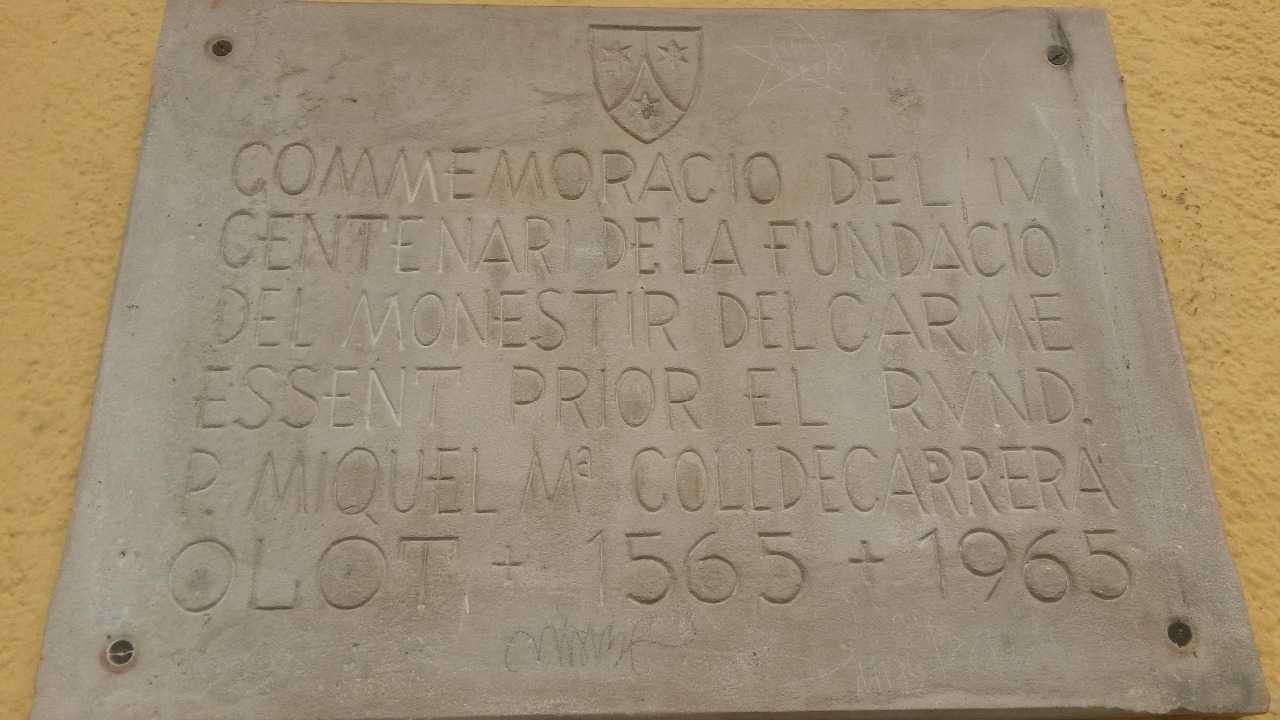 COMMEMORACIO DEL IV
CENTENARI DE LA FUNDACIO
DEL MONESTIR DEL CARME
ESSENT PRIOR EL RVND.
P. MIQUEL Mª COLLDECARRERA
OLOT + 1565 + 1965